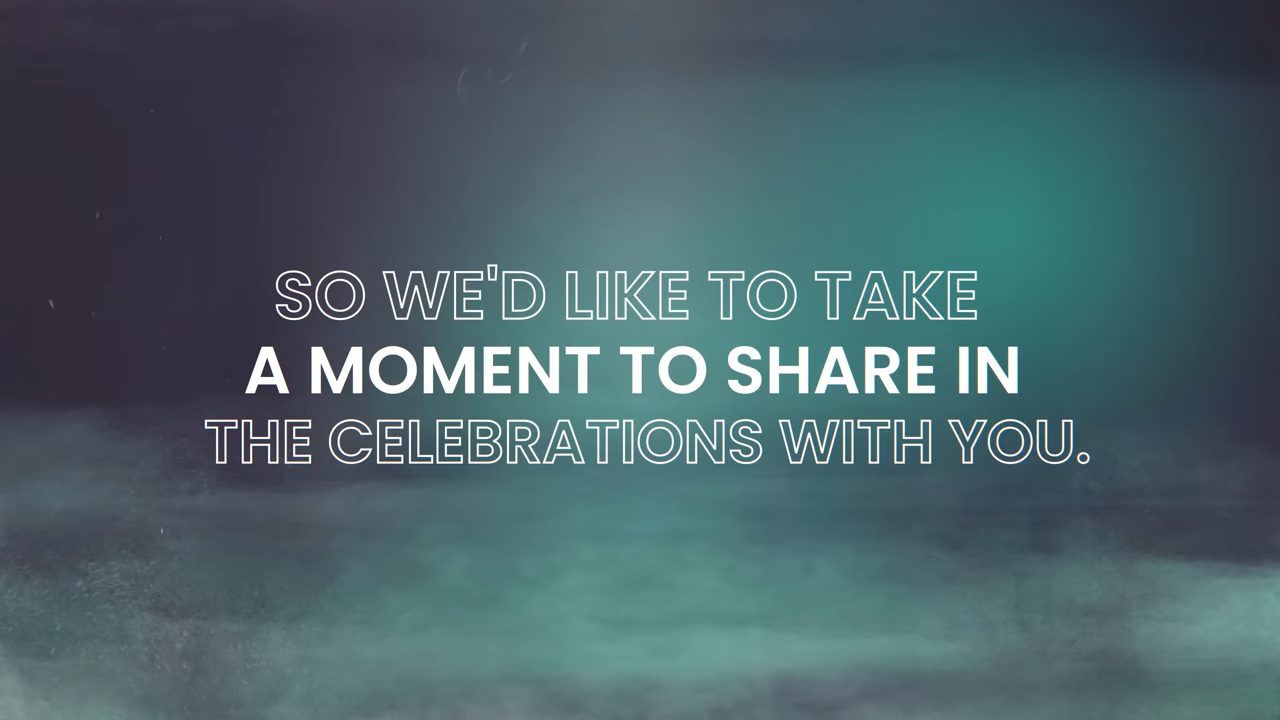 SO WE'D LIKE TO TAKE
A MOMENT TO SHARE IN
THE CELEBRATIONS WITH YOU.